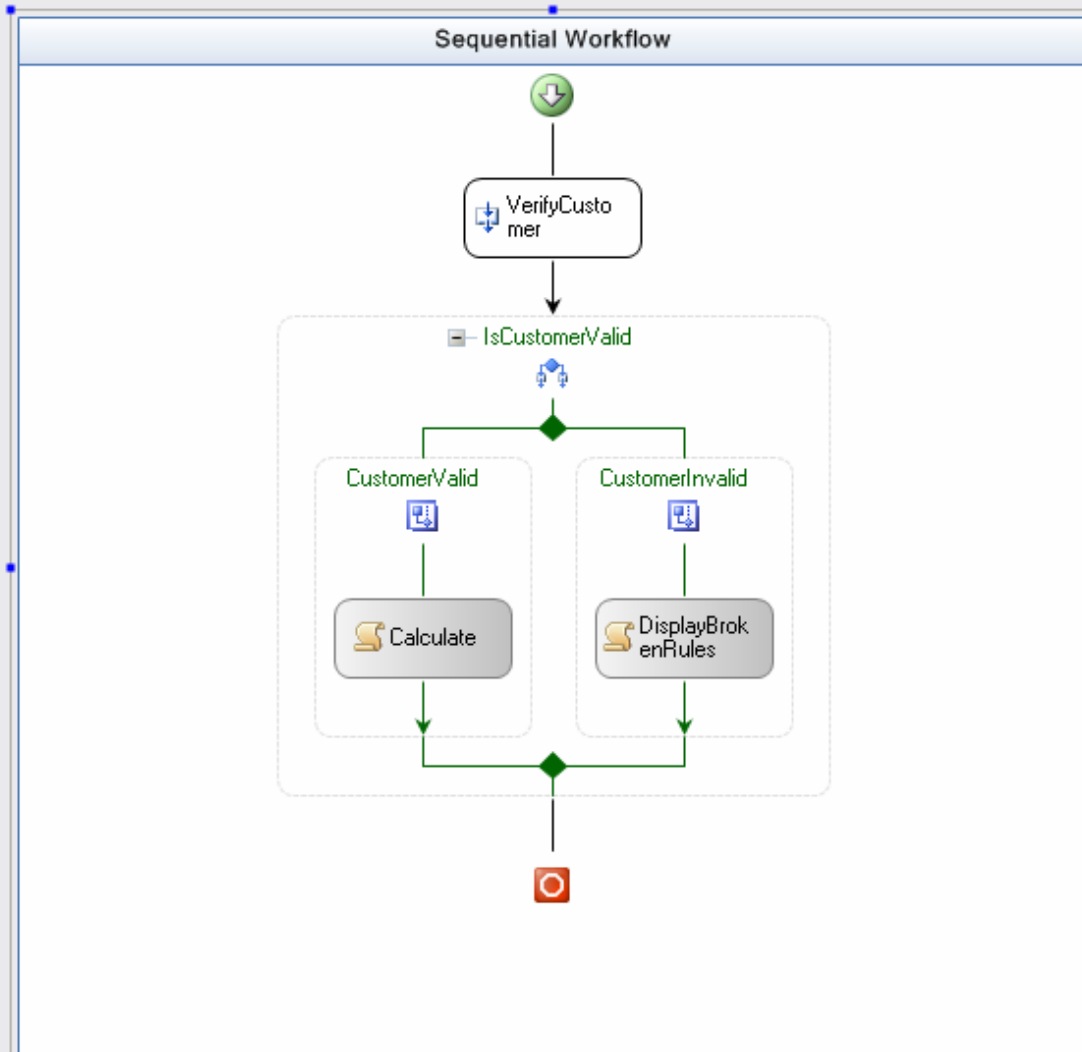 Sequential Workflow
VerifyCusto
mer
IsCustomerValid
CustomerValid
CustomerInvalid
Calculate
DisplayBrok
enRules